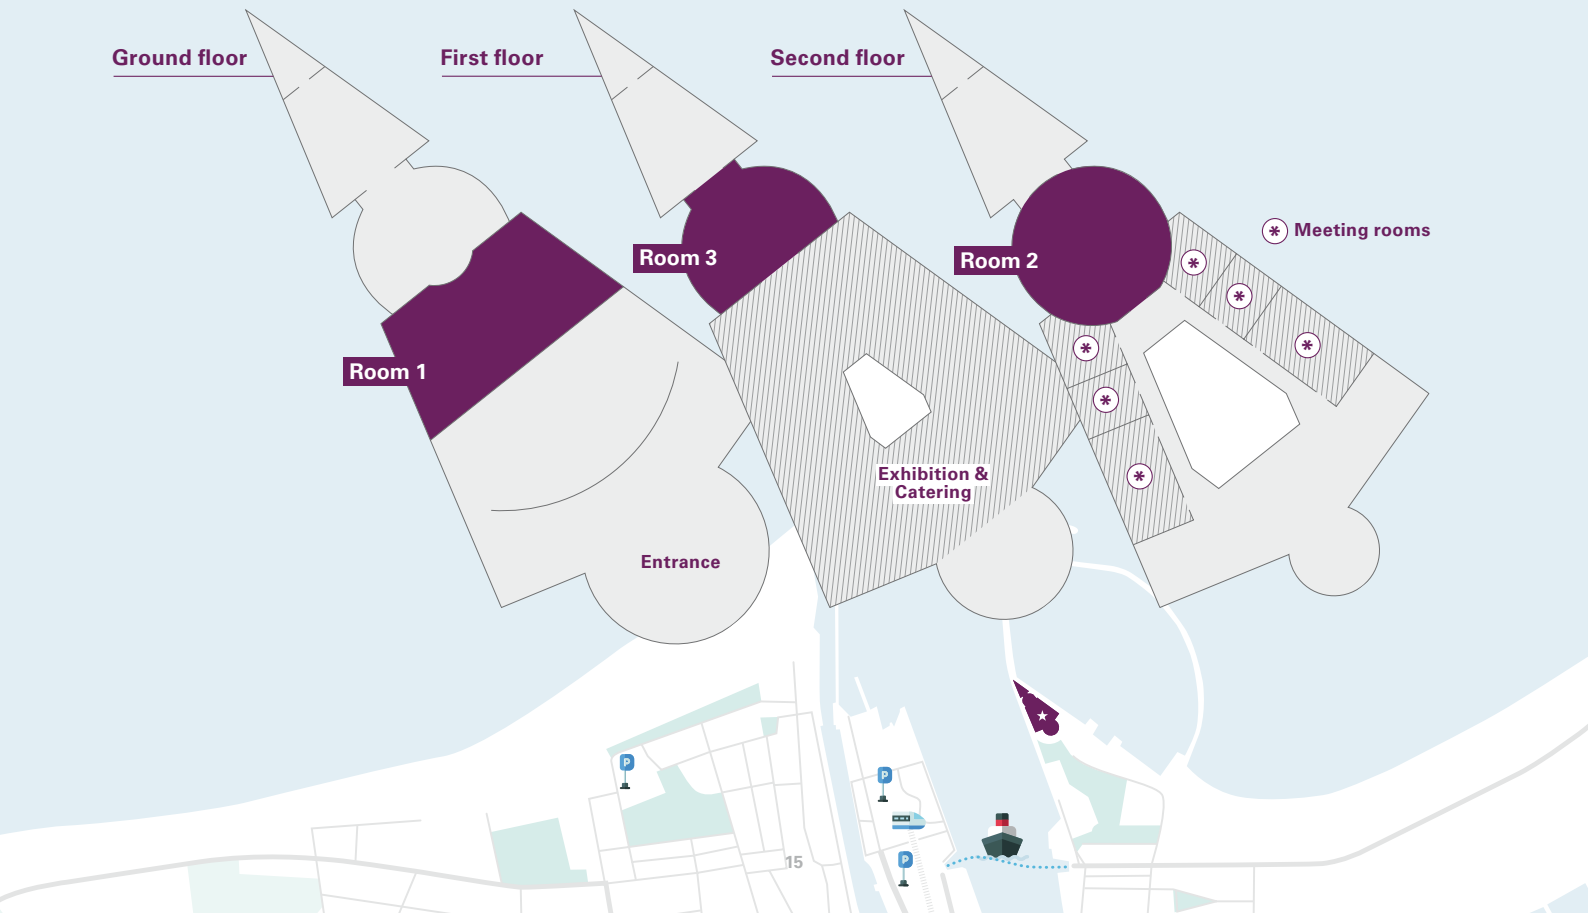 Ground floor
First floor
Second floor
Meeting rooms
Room 3
Room 2
Room 1
Exhibition &
Catering
Entrance
P
P
15
P